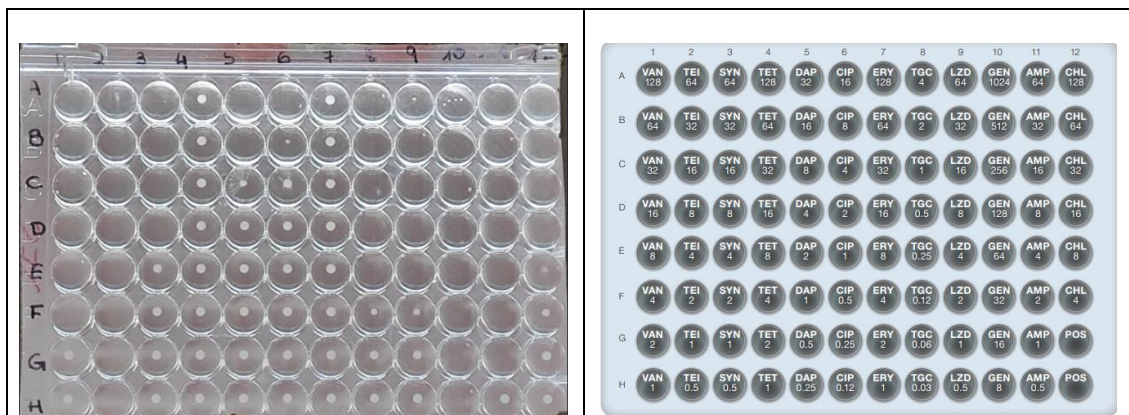 1 2 3 4 5 6 7 8 9 10
A
B
C
D
E
F
G
H
1 2 3 4 5 6 7 8 9 10 11 12
A VAN TEI SYN TET DAP CIP ERY TGC LZD GEN AMP CHL
128 64 64 128 32 16 128 4 64 1024 64 128
B VAN TEI SYN TET DAP CIP ERY TGC LZD GEN AMP CHL
64 32 32 64 16 8 64 2 32 512 32 64
C VAN TEI SYN TET DAP CIP ERY TGC LZD GEN AMP CHL
32 16 16 32 8 4 32 1 16 256 16 32
D VAN TEI SYN TET DAP CIP ERY TGC LZD GEN AMP CHL
16 8 8 16 4 2 16 0.5 8 128 8 16
E VAN TEI SYN TET DAP CIP ERY TGC LZD GEN AMP CHL
8 4 4 8 2 1 8 0.25 4 64 4 8
F VAN TEI SYN TET DAP CIP ERY TGC LZD GEN AMP CHL
4 2 2 4 1 0.5 4 0.12 2 32 2 4
G VAN TEI SYN TET DAP CIP ERY TGC LZD GEN AMP POS
2 1 1 2 0.5 0.25 2 0.06 1 16 1
H VAN TEI SYN TET DAP CIP ERY TGC LZD GEN AMP POS
1 0.5 0.5 1 0.25 0.12 1 0.03 0.5 8 0.5